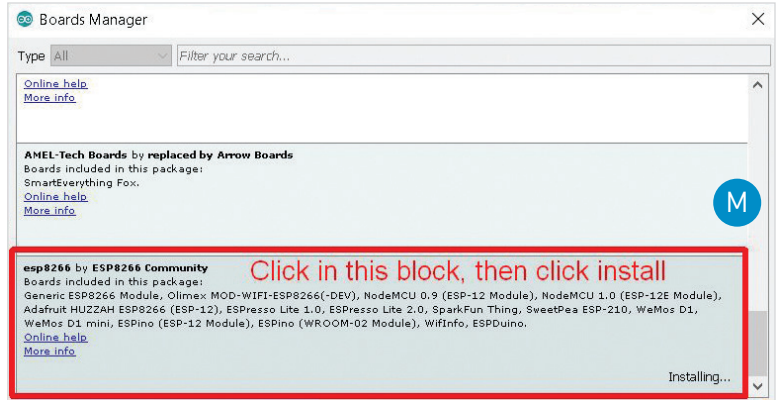 Boards Manager
Type All Filter your search...
Online help
More info
AMEL-Tech Boards by replaced by Arrow Boards
Boards included in this package:
SmartEverything Fox.
Online help
More info
M
esp8266 by ESP8266 Community
Click in this block, then click install
Boards included in this package:
Generic ESP8266 Module, Olimex MOD-WIFI-ESP8266(-DEV), NodeMCU 0.9 (ESP-12 Module), NodeMCU 1.0 (ESP-12E Module),
Adafruit HUZZAH ESP8266 (ESP-12), ESPresso Lite 1.0, ESPresso Lite 2.0, SparkFun Thing, SweetPea ESP-210, WeMos D1,
WeMos D1 mini, ESPino (ESP-12 Module), ESPino (WROOM-02 Module), WifInfo, ESPDuino.
Online help
More info
Installing...